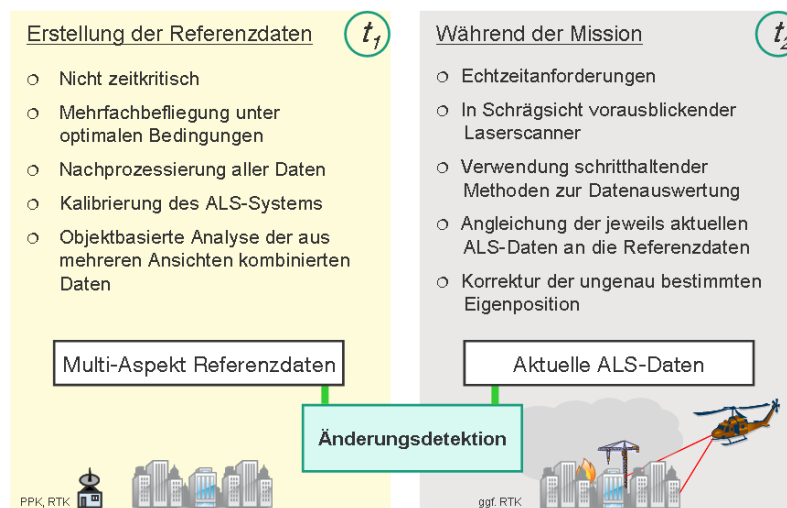 Erstellung der Referenzdaten
t1
Nicht zeitkritisch
Mehrfachbefliegung unter
optimalen Bedingungen
Nachprozessierung aller Daten
Kalibrierung des ALS-Systems
Objektbasierte Analyse der aus
mehreren Ansichten kombinierten
Daten
Multi-Aspekt Referenzdaten
PPK, RTK
Während der Mission
t2
Echtzeitanforderungen
In Schrägsicht vorausblickender
Laserscanner
Verwendung schritthaltender
Methoden zur Datenauswertung
Angleichung der jeweils aktuellen
ALS-Daten an die Referenzdaten
Korrektur der ungenau bestimmten
Eigenposition
Aktuelle ALS-Daten
Änderungsdetektion
ggf. RTK